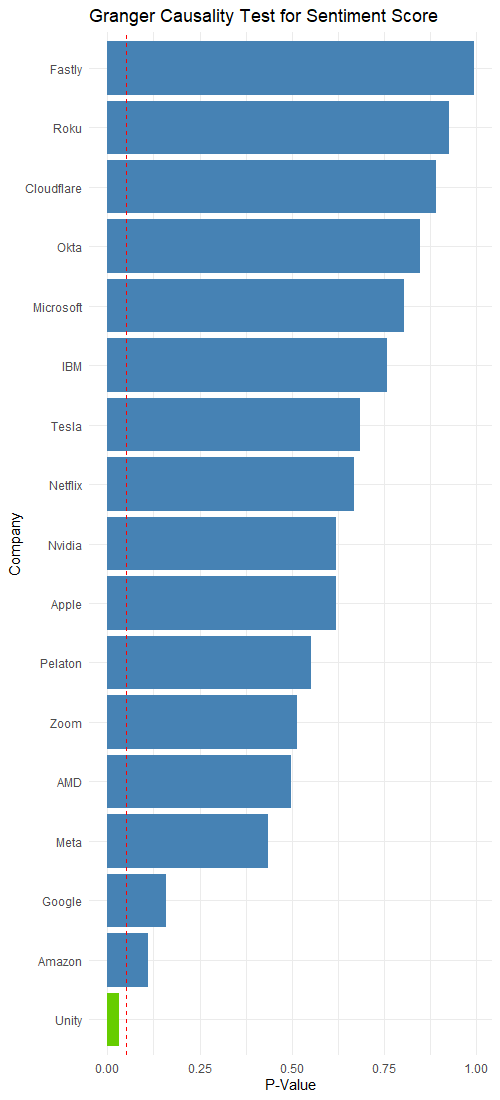 Granger Causality Test for Sentiment Score
Company
Fastly
Roku
Cloudflare
Okta
Microsoft
IBM
Tesla
Netflix
Nvidia
Apple
Pelaton
Zoom
AMD
Meta
Google
Amazon
Unity
0.00 0.25 0.50 0.75 1.00
P-Value